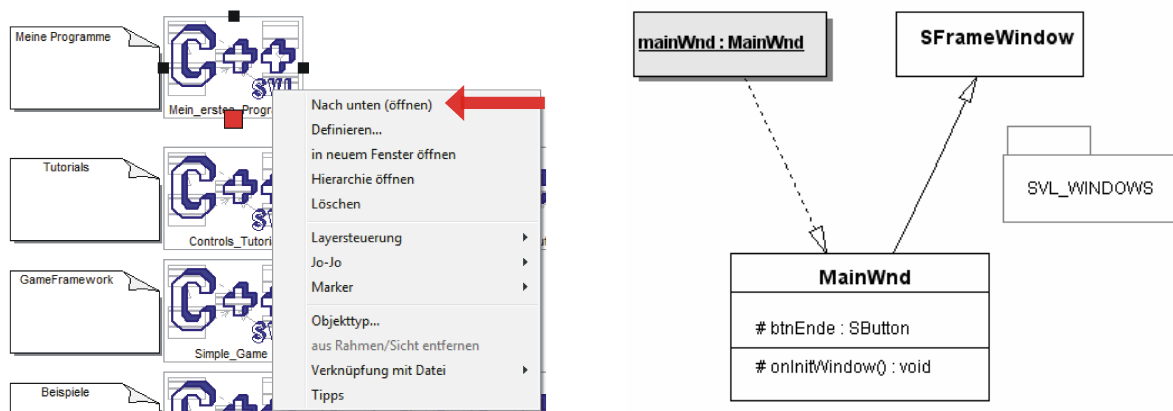 Meine Programme
C++
SVL
Mein_erstes_Progra
Nach unten (öffnen)
Definieren...
in neuem Fenster öffnen
Hierarchie öffnen
Löschen
Layersteuerung
Jo-Jo
Marker
Objekttyp...
aus Rahmen/Sicht entfernen
Verknüpfung mit Datei
Tipps
Tutorials
C++
Controls_Tutori
GameFramework
C++
Simple_Game
Beispiele
mainWnd : MainWnd
SFrameWindow
SVL_WINDOWS
MainWnd
# btnEnde : SButton
# onInitWindow() : void